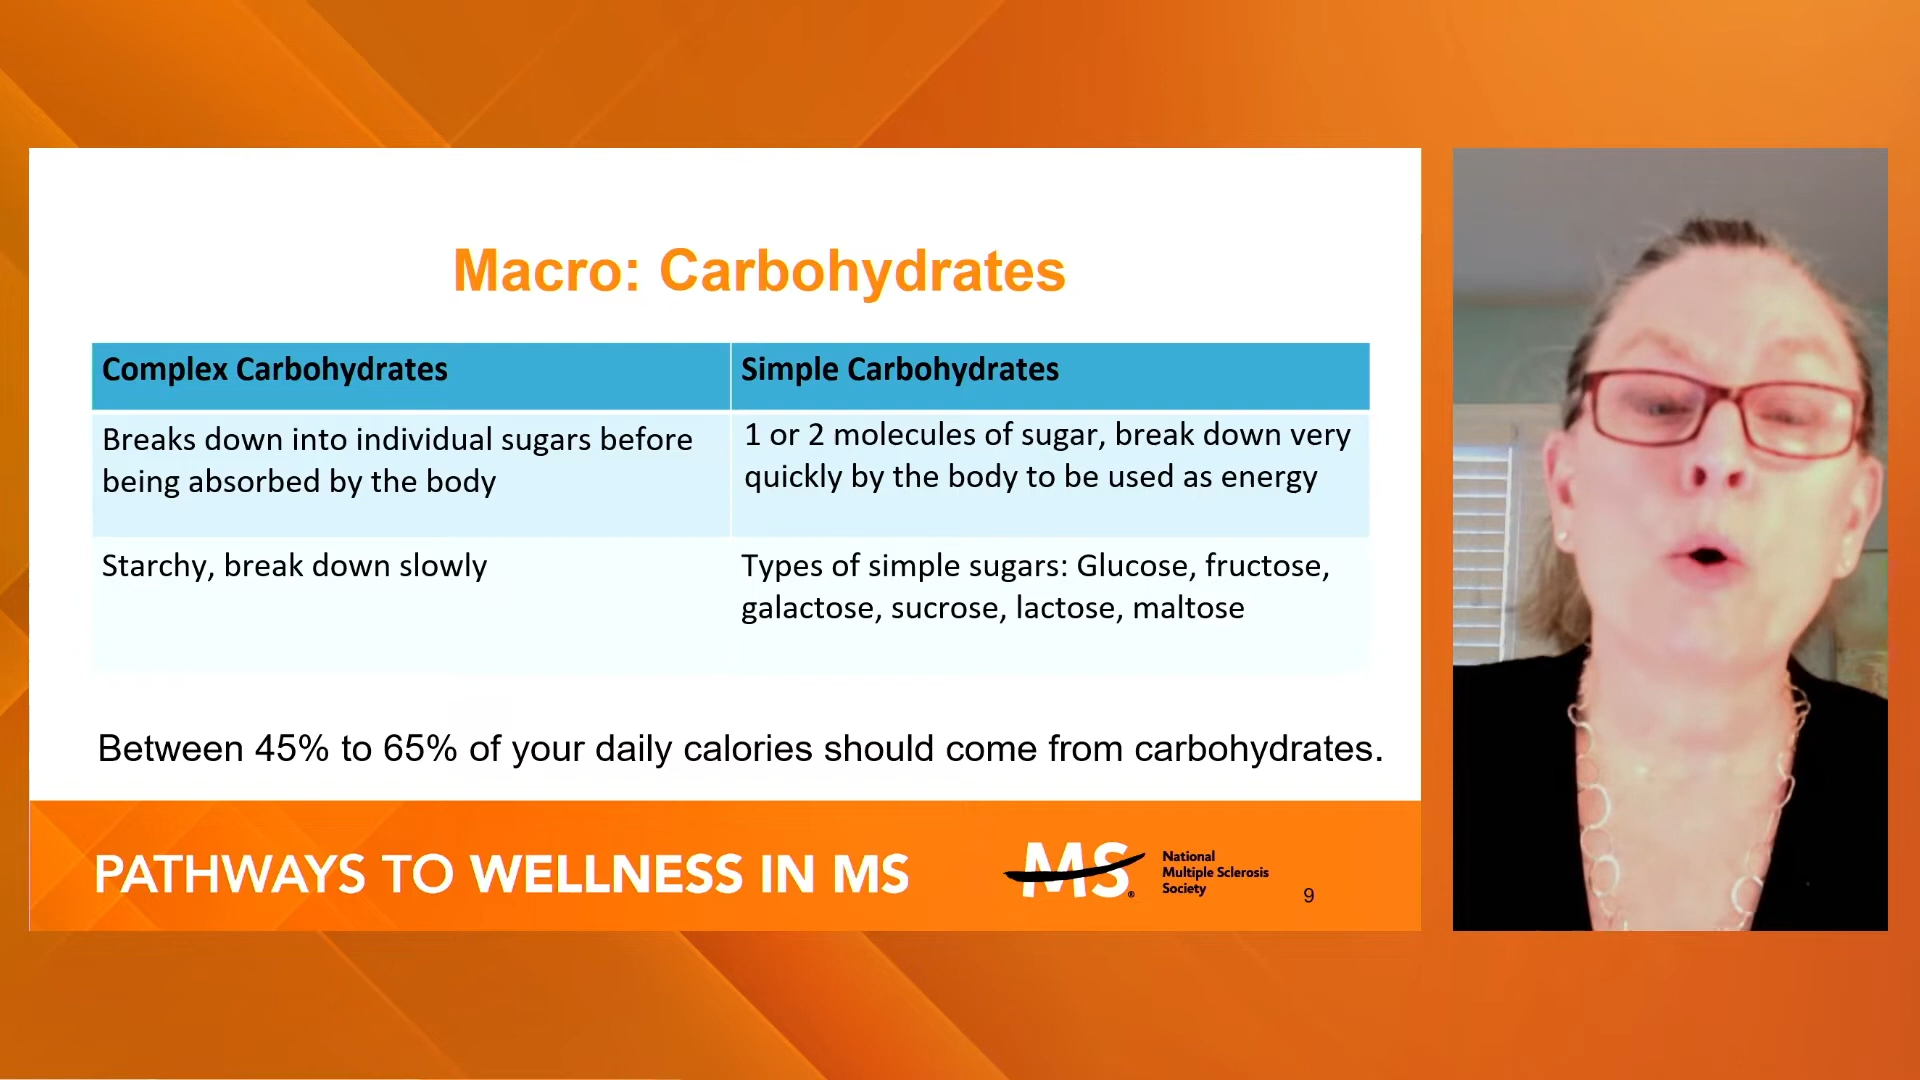 Macro: Carbohydrates
Complex Carbohydrates
Simple Carbohydrates
Breaks down into individual sugars before
being absorbed by the body
1 or 2 molecules of sugar, break down very
quickly by the body to be used as energy
Starchy, break down slowly
Types of simple sugars: Glucose, fructose,
galactose, sucrose, lactose, maltose
Between 45% to 65% of your daily calories should come from carbohydrates.
PATHWAYS TO WELLNESS IN MS
MS®
National
Multiple Sclerosis
Society
9